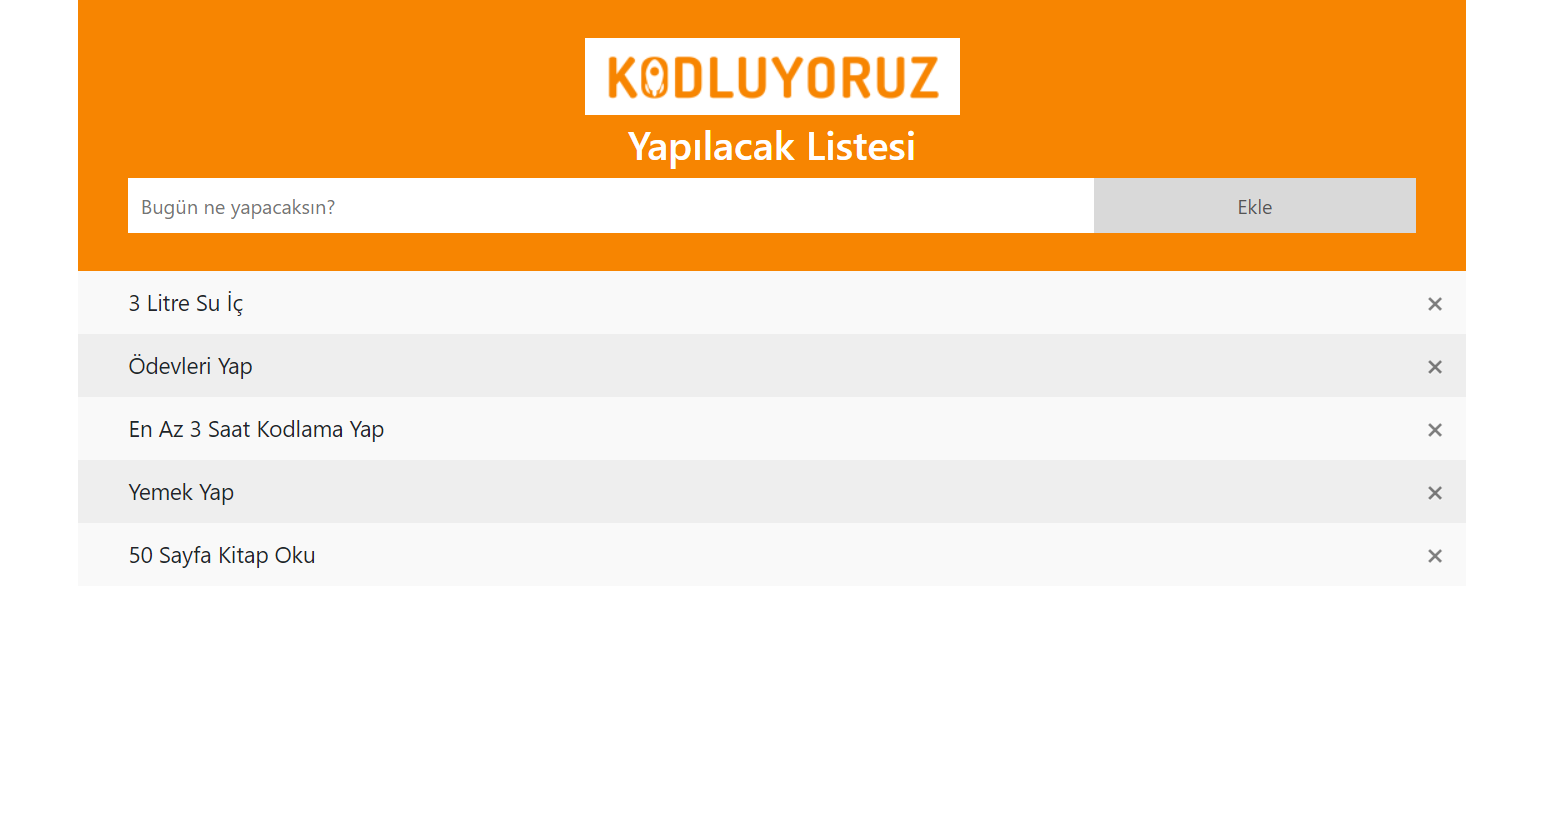 KODLUYORUZ
Yapılacak Listesi
Bugün ne yapacaksın?
Ekle
3 Litre Su İç
×
Ödevleri Yap
×
En Az 3 Saat Kodlama Yap
×
Yemek Yap
×
50 Sayfa Kitap Oku
×